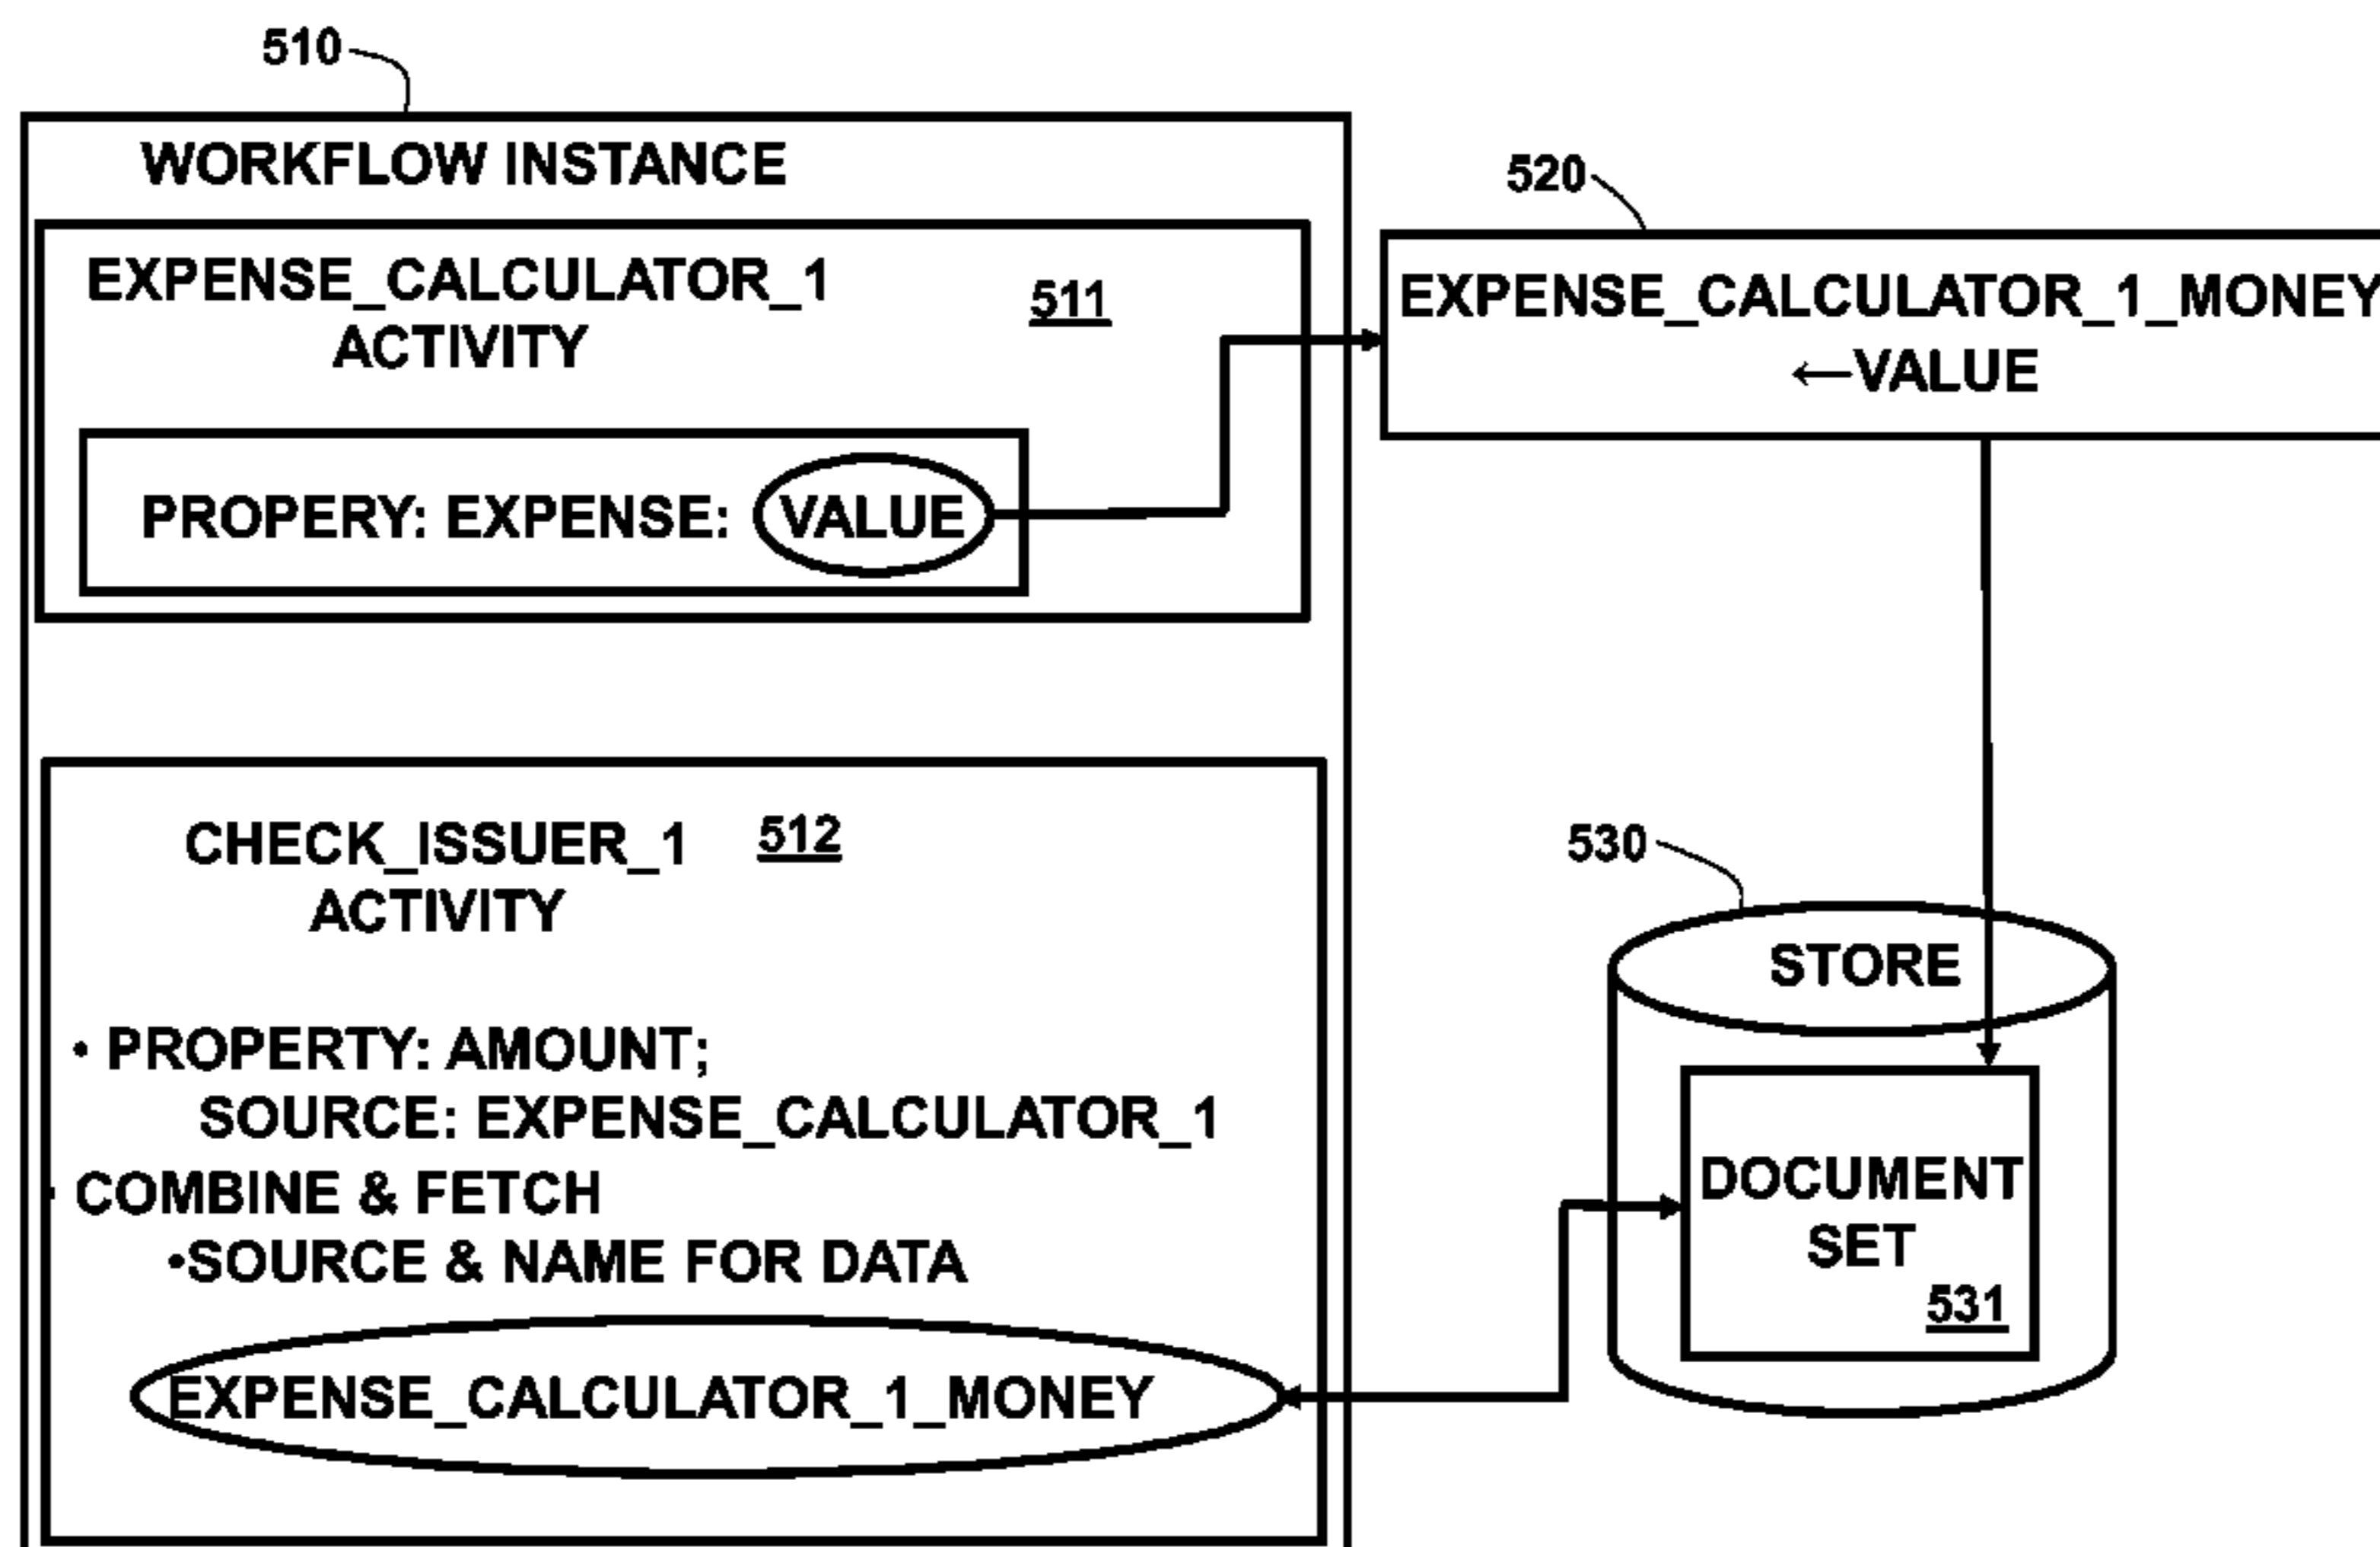 510
WORKFLOW INSTANCE
EXPENSE_CALCULATOR_1
ACTIVITY
511
PROPERY: EXPENSE: VALUE
520
EXPENSE_CALCULATOR_1_MONEY
←VALUE
CHECK_ISSUER_1
ACTIVITY
512
• PROPERTY: AMOUNT;
SOURCE: EXPENSE_CALCULATOR_1
• COMBINE & FETCH
•SOURCE & NAME FOR DATA
EXPENSE_CALCULATOR_1_MONEY
530
STORE
DOCUMENT
SET
531